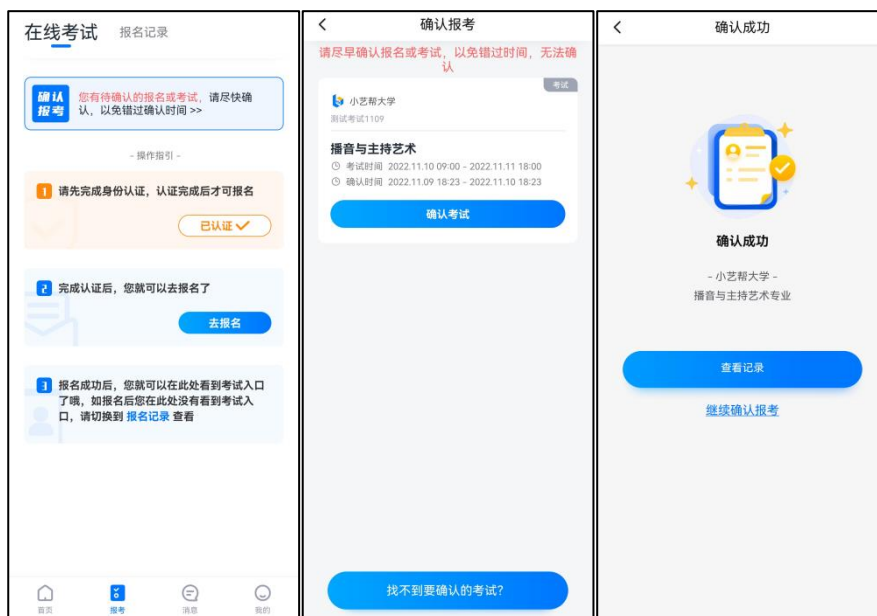 在线考试 报名记录
确认
报考
您有待确认的报名或考试,请尽快确
认,以免错过确认时间 >>
- 操作指引 -
1 请先完成身份认证,认证完成后才可报名
已认证
2 完成认证后,您就可以去报名了
去报名
3 报名成功后,您就可以在此处看到考试入口
了哦,如报名后您在此处没有看到考试入
口,请切换到 报名记录 查看
首页 报考 消息 我的
确认报考
请尽早确认报名或考试,以免错过时间,无法确
认
考试
小艺帮大学
测试考试1109
播音与主持艺术
考试时间 2022.11.10 09:00 - 2022.11.11 18:00
确认时间 2022.11.09 18:23 - 2022.11.10 18:23
确认考试
找不到要确认的考试?
确认成功
确认成功
- 小艺帮大学 -
播音与主持艺术专业
查看记录
继续确认报考